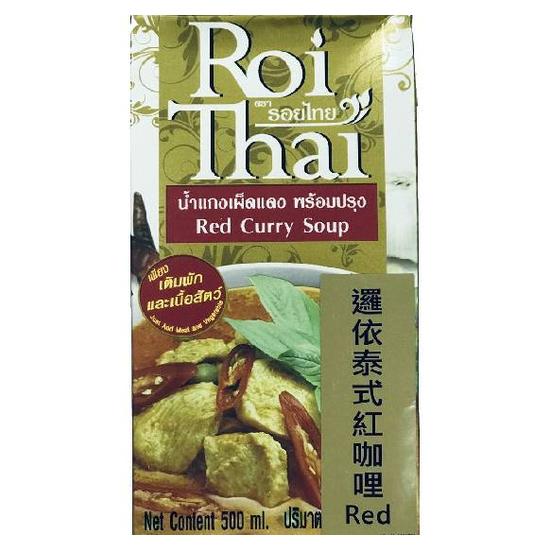 Roi
ตรา รอยไทย
Thai
น้ำแกงเผ็ดแดง พร้อมปรุง
Red Curry Soup
เพียง
เติมผัก
และเนื้อสัตว์
Just Add Meat and Vegetable
邏依泰式紅咖哩
Red
Net Content 500 ml. ปริมาต